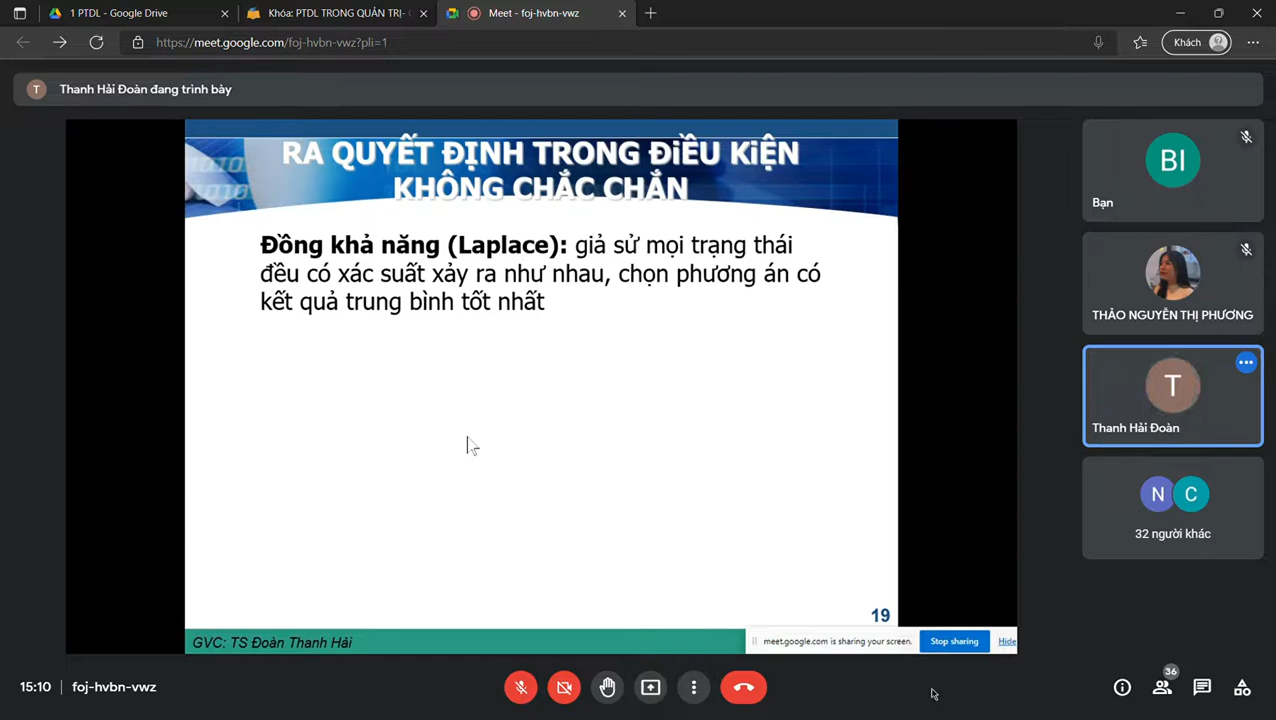 1 PTDL - Google Drive
Khóa: PTDL TRONG QUẢN TRỊ-
Meet - foj-hvbn-vwz
https://meet.google.com/foj-hvbn-vwz?pli=1
Khách
T
Thanh Hải Đoàn đang trình bày
RA QUYẾT ĐỊNH TRONG ĐiỀU KiỆN
KHÔNG CHẮC CHẮN
Đồng khả năng (Laplace): giả sử mọi trạng thái
đều có xác suất xảy ra như nhau, chọn phương án có
kết quả trung bình tốt nhất
19
GVC: TS Đoàn Thanh Hải
meet.google.com is sharing your screen.
Stop sharing
Hide
BI
Bạn
THẢO NGUYỄN THỊ PHƯƠNG
T
Thanh Hải Đoàn
N C
32 người khác
15:10 | foj-hvbn-vwz
36